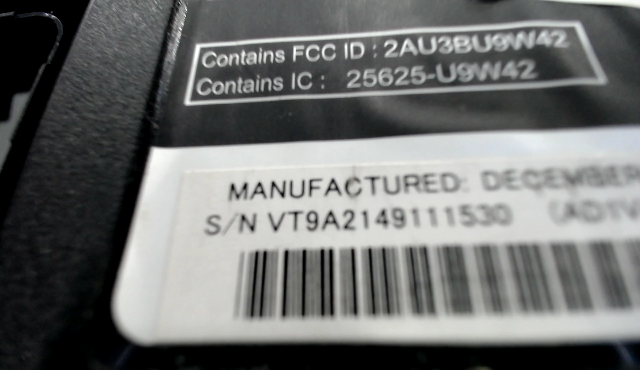 Contains FCC ID : 2AU3BU9W42
Contains IC : 25625-U9W42
MANUFACTURED: DECEMBER
S/N VT9A2149111530